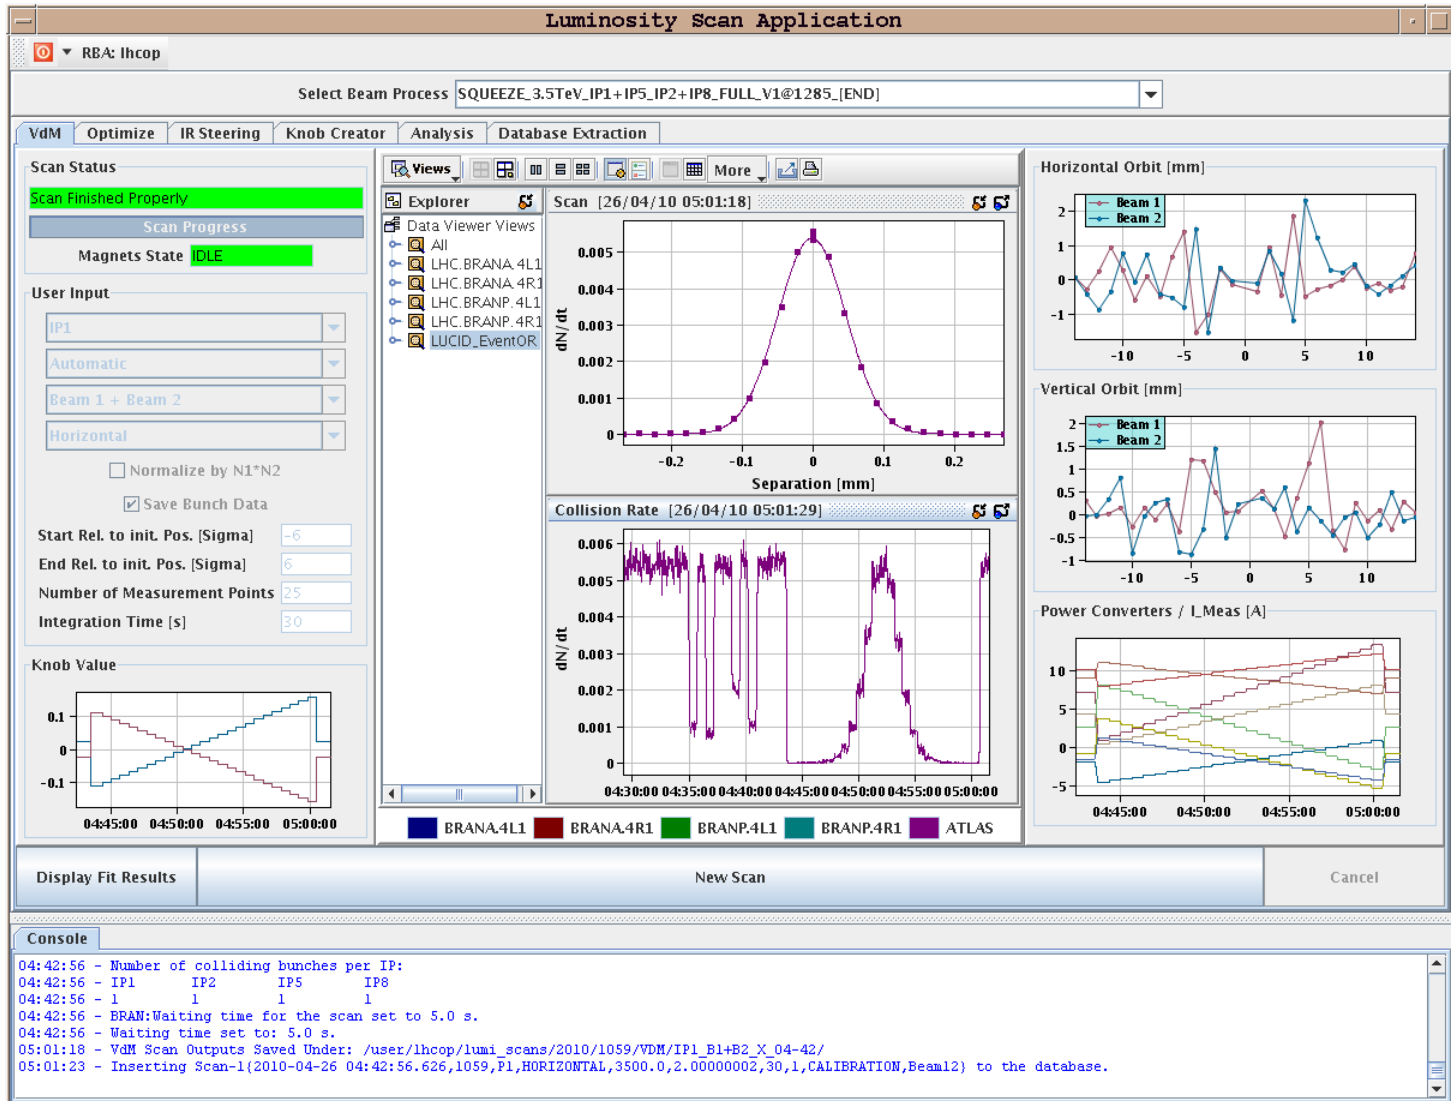 Luminosity Scan Application
RBA: lhcop
Select Beam Process SQUEEZE_3.5TeV_IP1+IP5_IP2+IP8_FULL_V1@1285_[END]
VdM Optimize IR Steering Knob Creator Analysis Database Extraction
Scan Status
Scan Finished Properly
Scan Progress
Magnets State IDLE
User Input
IP1
Automatic
Beam 1 + Beam 2
Horizontal
Normalize by N1*N2
Save Bunch Data
Start Rel. to init. Pos. [Sigma] -6
End Rel. to init. Pos. [Sigma] 6
Number of Measurement Points 25
Integration Time [s] 30
Knob Value
0.1
0
-0.1
04:45:00 04:50:00 04:55:00 05:00:00
Views More
Explorer
Data Viewer Views
All
LHC.BRANA.4L1
LHC.BRANA.4R1
LHC.BRANP.4L1
LHC.BRANP.4R1
LUCID_EventOR
Scan [26/04/10 05:01:18]
dN/dt
0.005
0.004
0.003
0.002
0.001
0
-0.2 -0.1 0 0.1 0.2
Separation [mm]
Collision Rate [26/04/10 05:01:29]
dN/dt
0.006
0.005
0.004
0.003
0.002
0.001
0
04:30:00 04:35:00 04:40:00 04:45:00 04:50:00 04:55:00 05:00:00
BRANA.4L1 BRANA.4R1 BRANP.4L1 BRANP.4R1 ATLAS
Horizontal Orbit [mm]
Beam 1
Beam 2
2
1
0
-1
-10 -5 0 5 10
Vertical Orbit [mm]
Beam 1
Beam 2
2
1.5
1
0.5
0
-0.5
-1
-10 -5 0 5 10
Power Converters / I_Meas [A]
10
5
0
-5
04:45:00 04:50:00 04:55:00 05:00:00
Display Fit Results New Scan Cancel
Console
04:42:56 - Number of colliding bunches per IP:
04:42:56 - IP1 IP2 IP5 IP8
04:42:56 - 1 1 1 1
04:42:56 - BRAN:Waiting time for the scan set to 5.0 s.
04:42:56 - Waiting time set to: 5.0 s.
05:01:18 - VdM Scan Outputs Saved Under: /user/lhcop/lumi_scans/2010/1059/VDM/IP1_B1+B2_X_04-42/
05:01:23 - Inserting Scan-1{2010-04-26 04:42:56.626,1059,P1,HORIZONTAL,3500.0,2.00000002,30,1,CALIBRATION,Beam12} to the database.